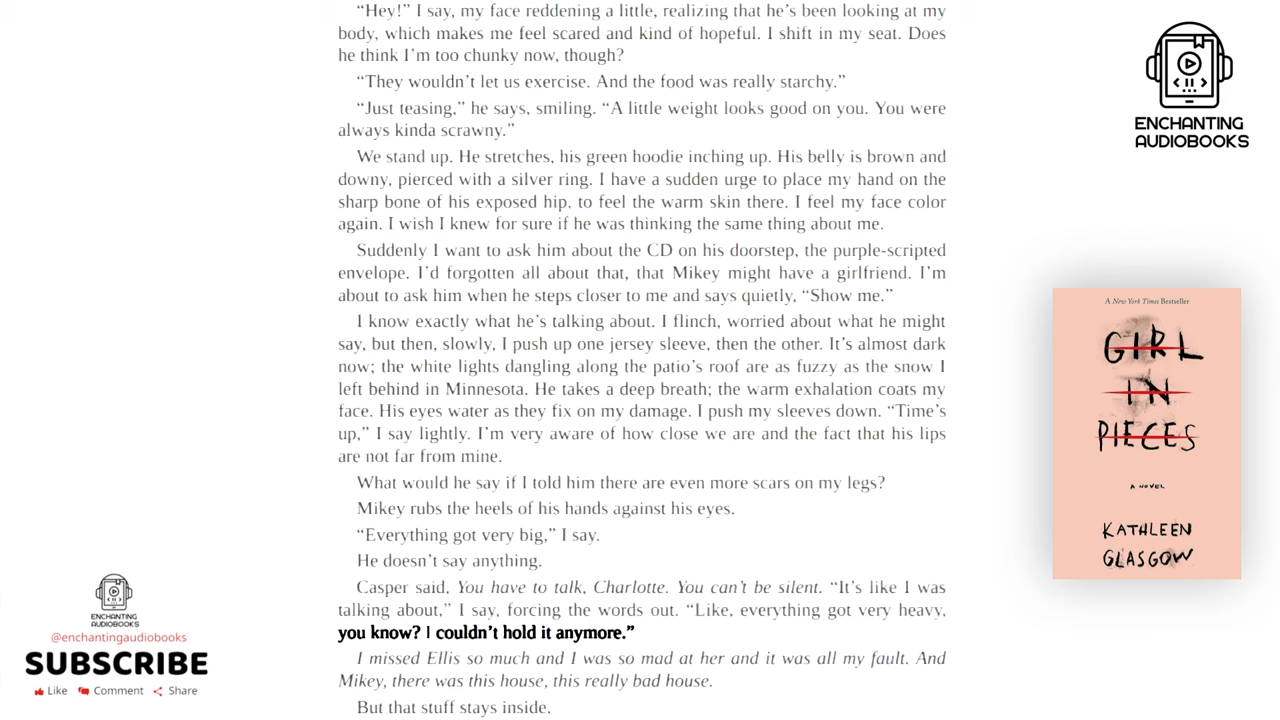 “Hey!” I say, my face reddening a little, realizing that he’s been looking at my
body, which makes me feel scared and kind of hopeful. I shift in my seat. Does
he think I’m too chunky now, though?
“They wouldn’t let us exercise. And the food was really starchy.”
“Just teasing,” he says, smiling. “A little weight looks good on you. You were
always kinda scrawny.”
We stand up. He stretches, his green hoodie inching up. His belly is brown and
downy, pierced with a silver ring. I have a sudden urge to place my hand on the
sharp bone of his exposed hip, to feel the warm skin there. I feel my face color
again. I wish I knew for sure if he was thinking the same thing about me.
Suddenly I want to ask him about the CD on his doorstep, the purple-scripted
envelope. I’d forgotten all about that, that Mikey might have a girlfriend. I’m
about to ask him when he steps closer to me and says quietly, “Show me.”
I know exactly what he’s talking about. I flinch, worried about what he might
say, but then, slowly, I push up one jersey sleeve, then the other. It’s almost dark
now; the white lights dangling along the patio’s roof are as fuzzy as the snow I
left behind in Minnesota. He takes a deep breath; the warm exhalation coats my
face. His eyes water as they fix on my damage. I push my sleeves down. “Time’s
up,” I say lightly. I’m very aware of how close we are and the fact that his lips
are not far from mine.
What would he say if I told him there are even more scars on my legs?
Mikey rubs the heels of his hands against his eyes.
“Everything got very big,” I say.
He doesn’t say anything.
Casper said, You have to talk, Charlotte. You can’t be silent. “It’s like I was
talking about,” I say, forcing the words out. “Like, everything got very heavy,
you know? I couldn’t hold it anymore.”
I missed Ellis so much and I was so mad at her and it was all my fault. And
Mikey, there was this house, this really bad house.
But that stuff stays inside.
ENCHANTING
AUDIOBOOKS
A New York Times Bestseller
GIRL
IN
PIECES
A NOVEL
KATHLEEN
GLASGOW
ENCHANTING
AUDIOBOOKS
@enchantingaudiobooks
SUBSCRIBE
Like Comment Share